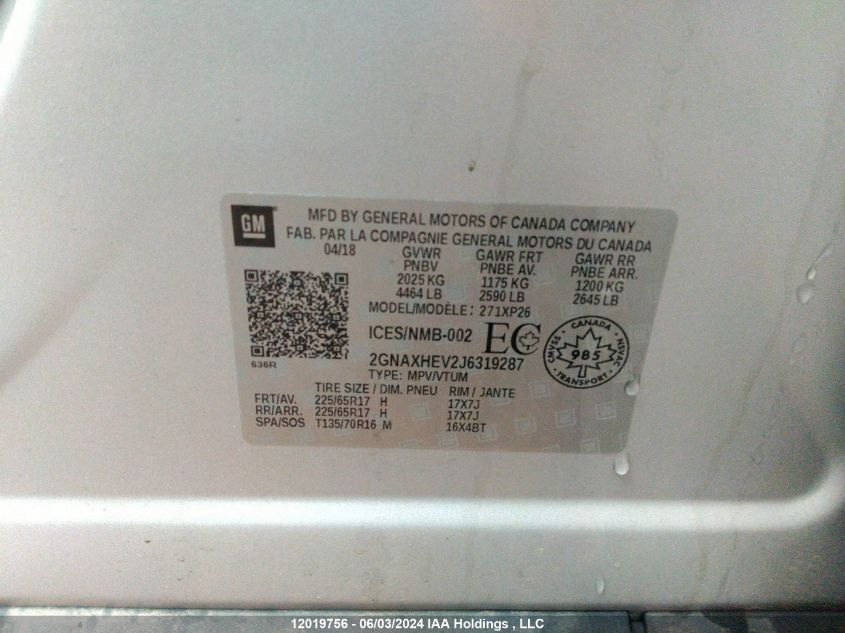 GM
MFD BY GENERAL MOTORS OF CANADA COMPANY
FAB. PAR LA COMPAGNIE GENERAL MOTORS DU CANADA
04/18 GVWR GAWR FRT GAWR RR
PNBV PNBE AV. PNBE ARR.
2025 KG 1175 KG 1200 KG
4464 LB 2590 LB 2645 LB
MODEL/MODÈLE: 271XP26
ICES/NMB-002 EC
CANADA
CMVSS 985 NSVAC
TRANSPORT
2GNAXHEV2J6319287
636R
TYPE: MPV/VTUM
TIRE SIZE / DIM. PNEU RIM / JANTE
FRT/AV. 225/65R17 H 17X7J
RR/ARR. 225/65R17 H 17X7J
SPA/SOS T135/70R16 M 16X4BT
12019756 - 06/03/2024 IAA Holdings , LLC